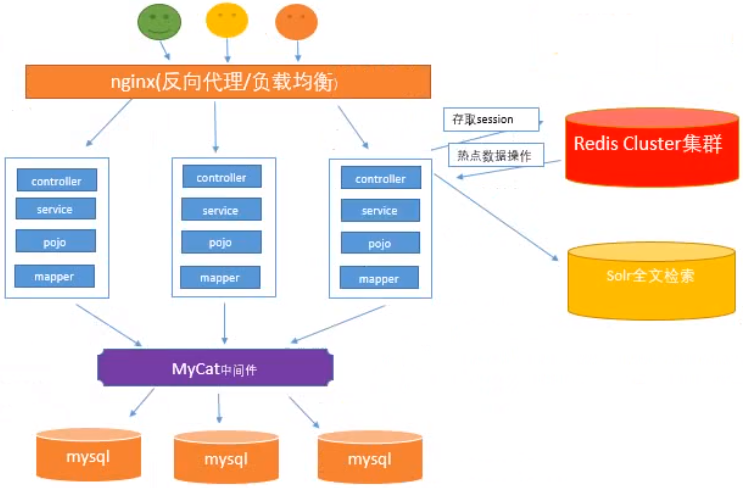 nginx(反向代理/负载均衡)
存取session
热点数据操作
Redis Cluster集群
controller
service
pojo
mapper
controller
service
pojo
mapper
controller
service
pojo
mapper
Solr全文检索
MyCat中间件
mysql
mysql
mysql